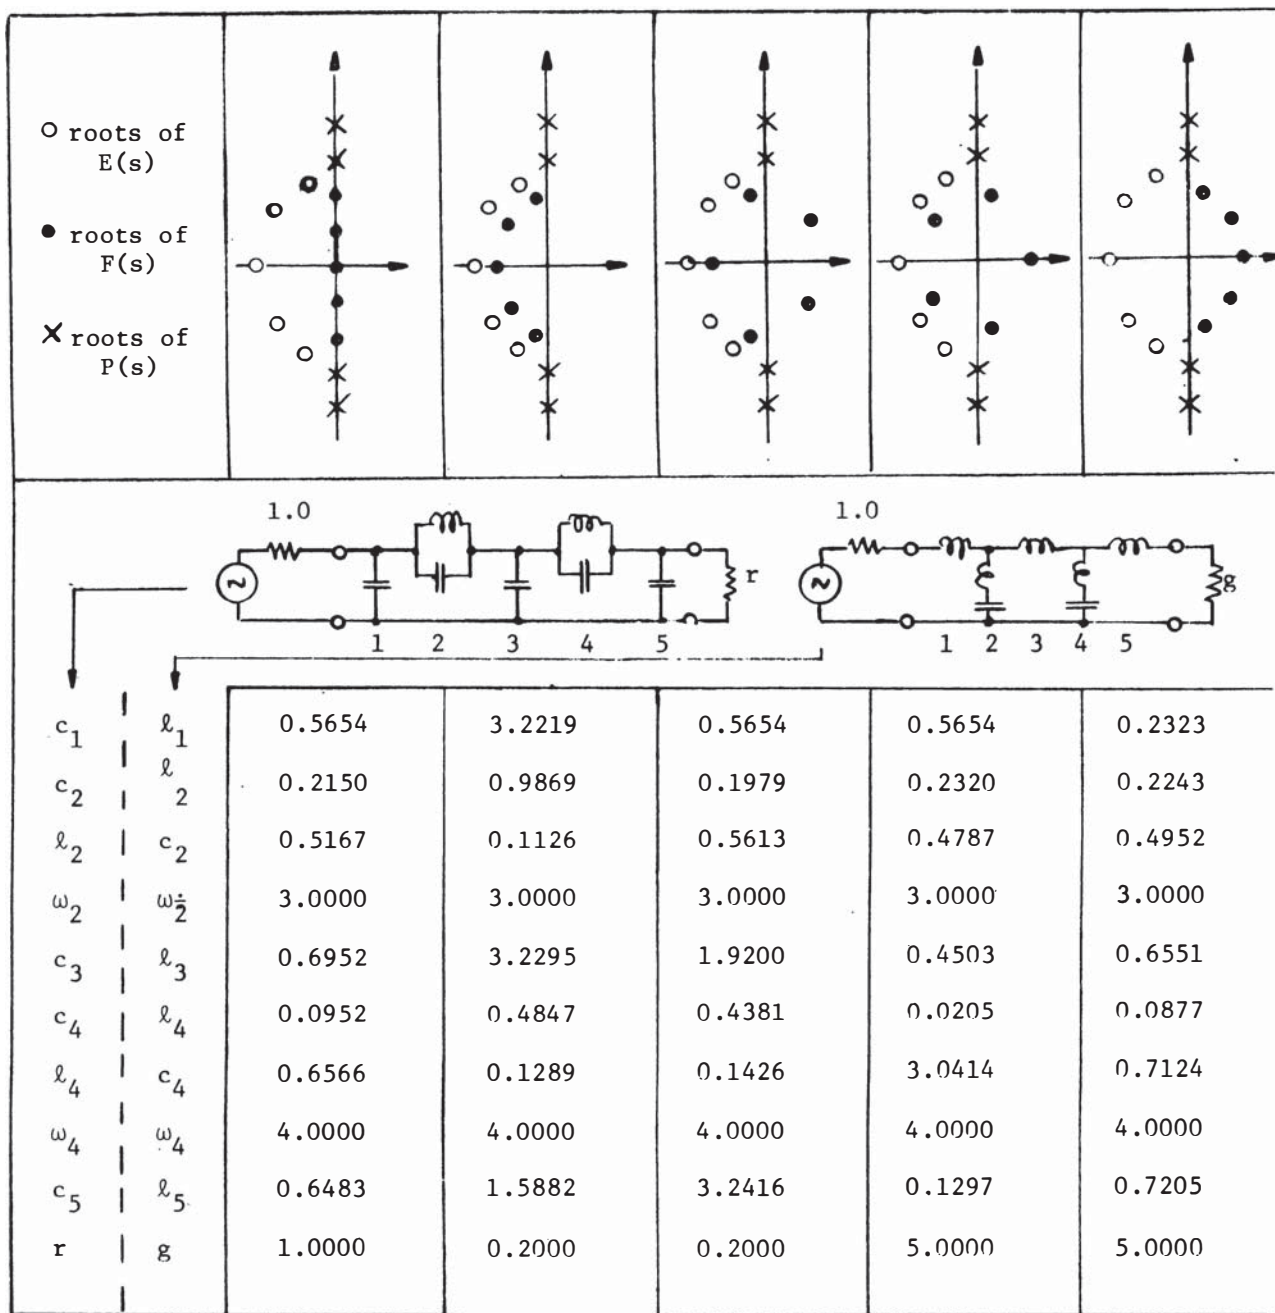 roots of
E(s)
roots of
F(s)
roots of
P(s)
1.0
r
1 2 3 4 5
1.0
g
1 2 3 4 5
c1 ℓ1 0.5654 3.2219 0.5654 0.5654 0.2323
c2 ℓ2 0.2150 0.9869 0.1979 0.2320 0.2243
ℓ2 c2 0.5167 0.1126 0.5613 0.4787 0.4952
ω2 ω2 3.0000 3.0000 3.0000 3.0000 3.0000
c3 ℓ3 0.6952 3.2295 1.9200 0.4503 0.6551
c4 ℓ4 0.0952 0.4847 0.4381 0.0205 0.0877
ℓ4 c4 0.6566 0.1289 0.1426 3.0414 0.7124
ω4 ω4 4.0000 4.0000 4.0000 4.0000 4.0000
c5 ℓ5 0.6483 1.5882 3.2416 0.1297 0.7205
r g 1.0000 0.2000 0.2000 5.0000 5.0000